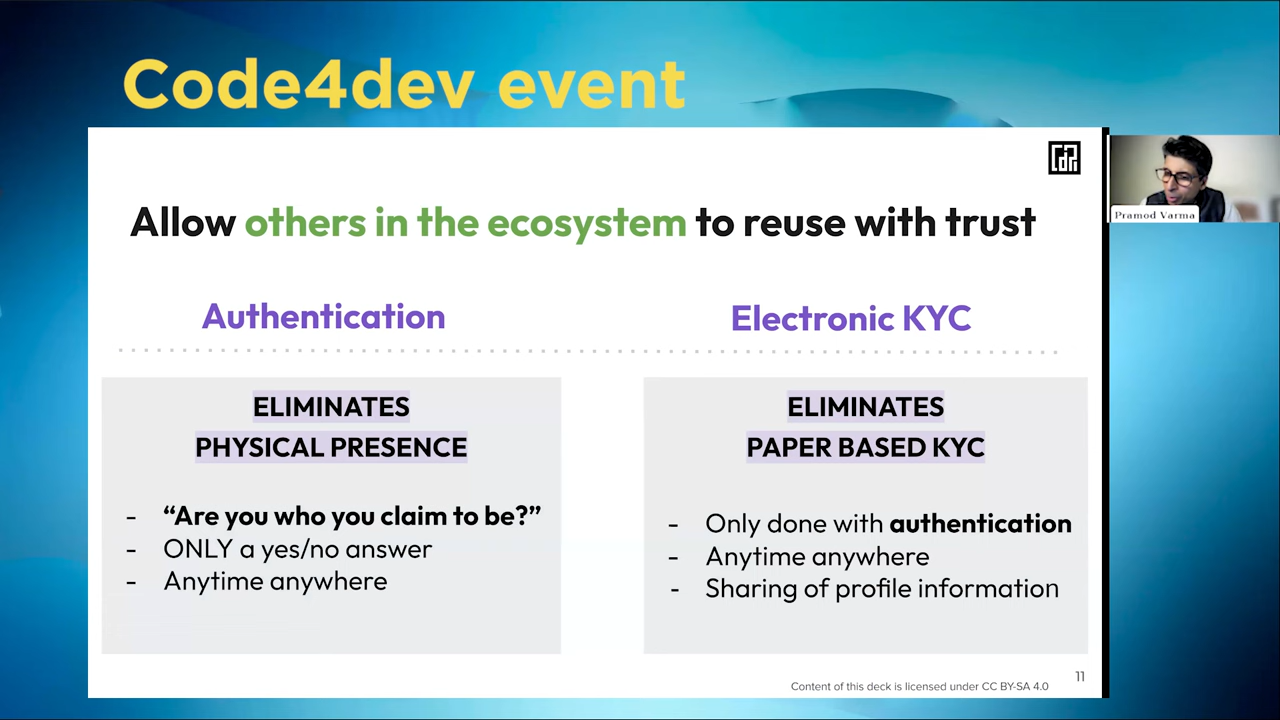 Code4dev event
CdPi
Pramod Varma
Allow others in the ecosystem to reuse with trust
Authentication
ELIMINATES
PHYSICAL PRESENCE
- “Are you who you claim to be?”
- ONLY a yes/no answer
- Anytime anywhere
Electronic KYC
ELIMINATES
PAPER BASED KYC
- Only done with authentication
- Anytime anywhere
- Sharing of profile information
11
Content of this deck is licensed under CC BY-SA 4.0